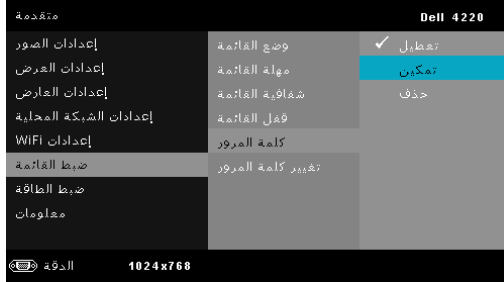 متقدمة
Dell 4220
إعدادات الصور
إعدادات العرض
إعدادات العارض
إعدادات الشبكة المحلية
إعدادات WiFi
ضبط القائمة
ضبط الطاقة
معلومات
وضع القائمة
مهلة القائمة
شفافية القائمة
قفل القائمة
كلمة المرور
تغيير كلمة المرور
تعطيل
تمكين
حذف
الدقة
1024x768